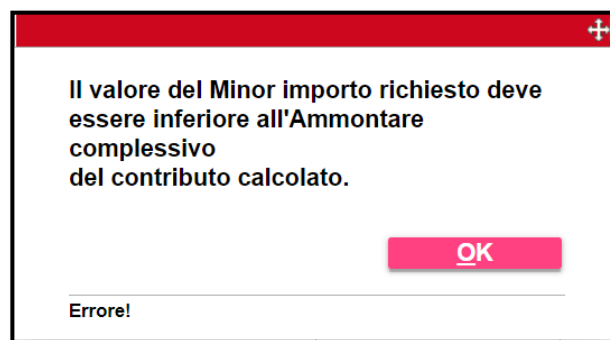 Il valore del Minor importo richiesto deve
essere inferiore all'Ammontare
complessivo
del contributo calcolato.
OK
Errore!